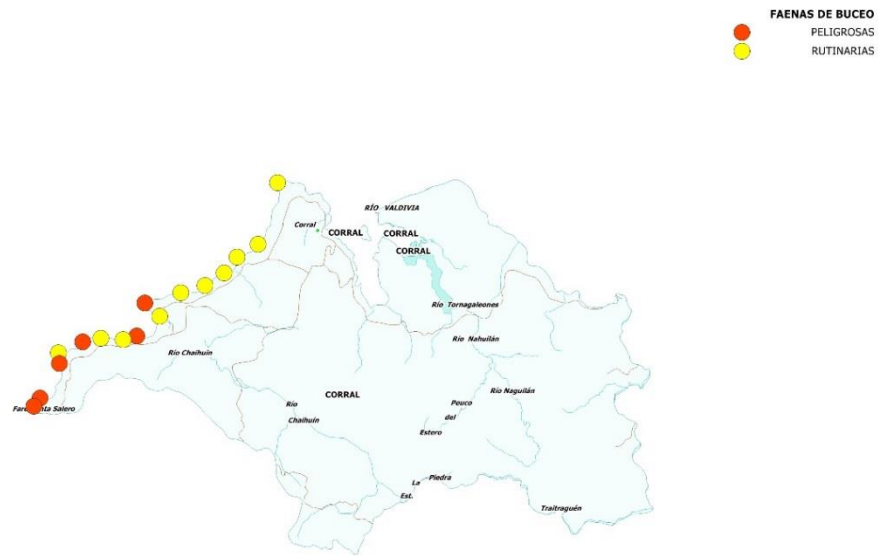 FAENAS DE BUCEO
PELIGROSAS
RUTINARIAS
RÍO VALDIVIA
Corral
CORRAL
CORRAL
CORRAL
Río Tornagaleones
Río Nahuilán
Río Chaihuín
Río Naguilán
CORRAL
Río
Chaihuín
Pouco
del
Estero
Salero
La
Piedra
Est.
Traitraguén